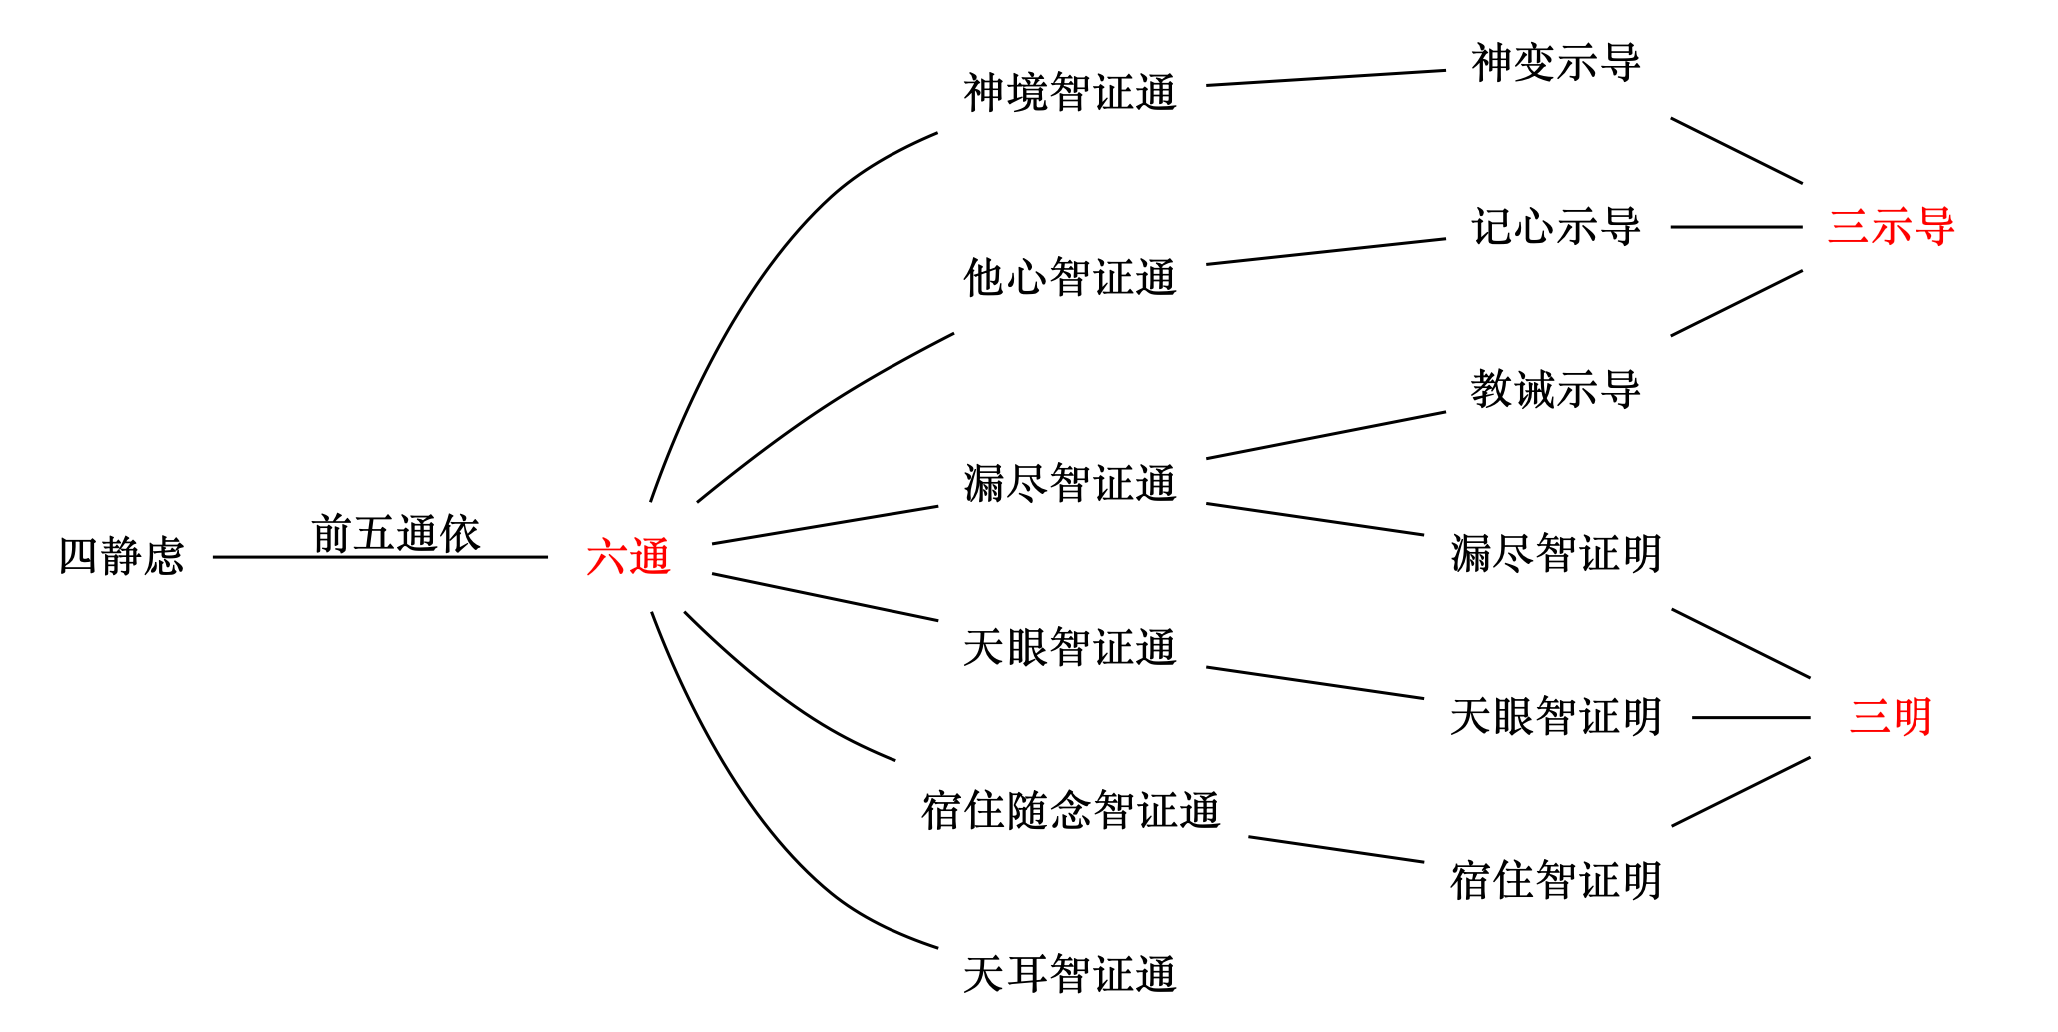 四静虑
前五通依
六通
神境智证通
他心智证通
漏尽智证通
天眼智证通
宿住随念智证通
天耳智证通
神变示导
记心示导
教诫示导
漏尽智证明
天眼智证明
宿住智证明
三示导
三明